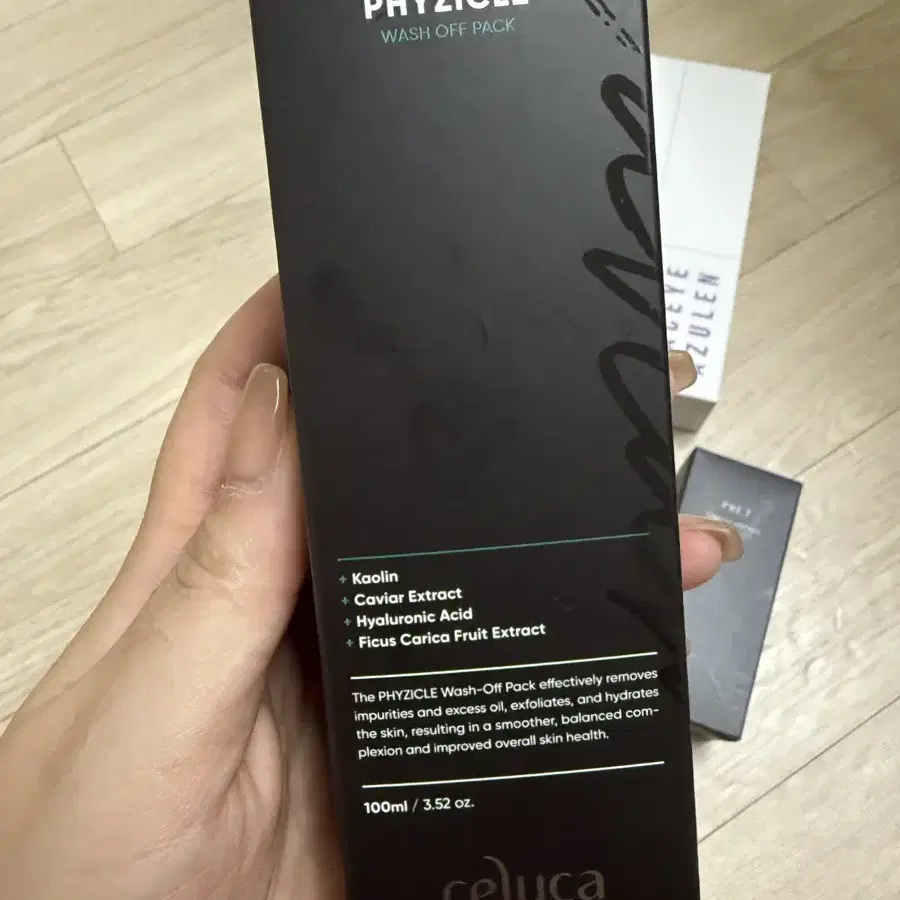 PHYZICLE
WASH OFF PACK
+ Kaolin
+ Caviar Extract
+ Hyaluronic Acid
+ Ficus Carica Fruit Extract
The PHYZICLE Wash-Off Pack effectively removes
impurities and excess oil, exfoliates, and hydrates
the skin, resulting in a smoother, balanced com-
plexion and improved overall skin health.
100ml / 3.52 oz.
celuca
AZULEN